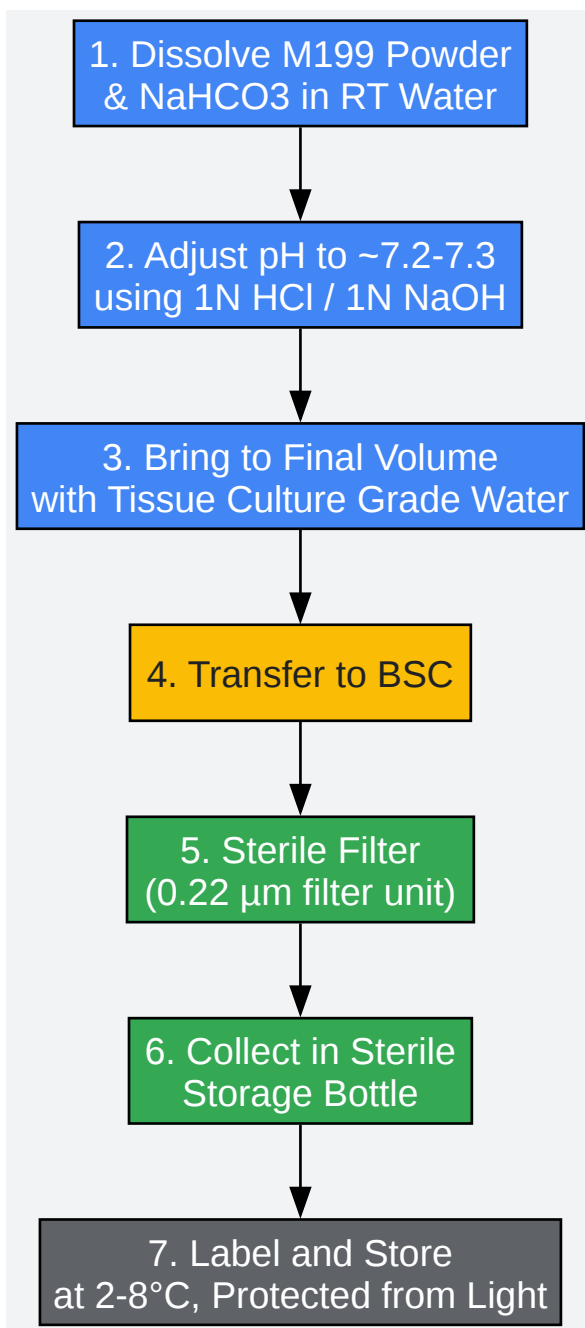 1. Dissolve M199 Powder
& NaHCO3 in RT Water
2. Adjust pH to ~7.2-7.3
using 1N HCl / 1N NaOH
3. Bring to Final Volume
with Tissue Culture Grade Water
4. Transfer to BSC
5. Sterile Filter
(0.22 µm filter unit)
6. Collect in Sterile
Storage Bottle
7. Label and Store
at 2-8°C, Protected from Light